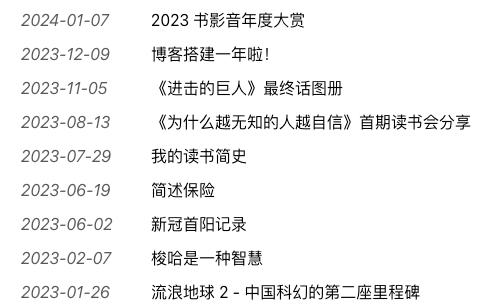 2024-01-07 2023 书影音年度大赏
2023-12-09 博客搭建一年啦！
2023-11-05 《进击的巨人》最终话图册
2023-08-13 《为什么越无知的人越自信》首期读书会分享
2023-07-29 我的读书简史
2023-06-19 简述保险
2023-06-02 新冠首阳记录
2023-02-07 梭哈是一种智慧
2023-01-26 流浪地球 2 - 中国科幻的第二座里程碑